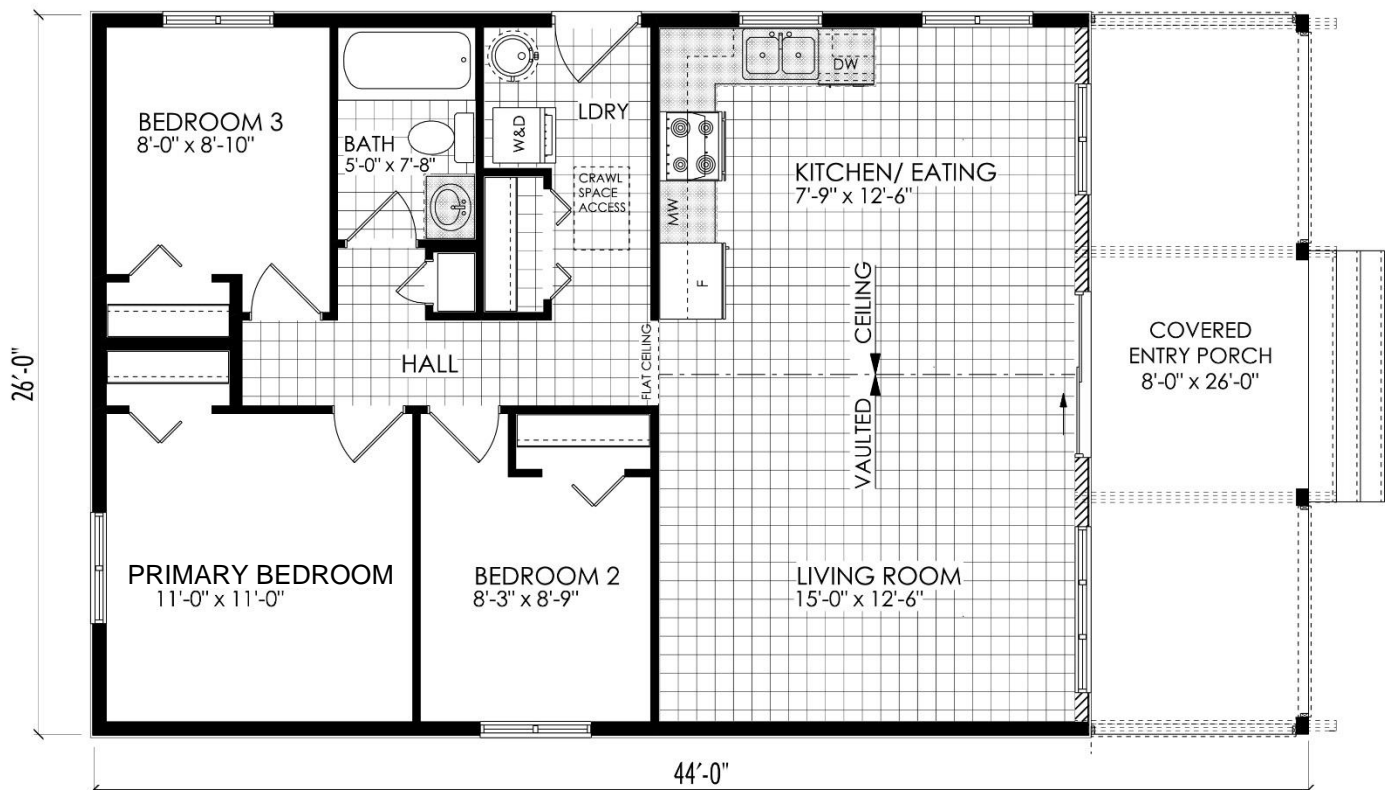 BEDROOM 3
8'-0" x 8'-10"
BATH
5'-0" x 7'-8"
W&D
LDRY
CRAWL
SPACE
ACCESS
DW
MW
F
KITCHEN/ EATING
7'-9" x 12'-6"
VAULTED CEILING
FLAT CEILING
HALL
COVERED
ENTRY PORCH
8'-0" x 26'-0"
26'-0"
PRIMARY BEDROOM
11'-0" x 11'-0"
BEDROOM 2
8'-3" x 8'-9"
LIVING ROOM
15'-0" x 12'-6"
44'-0"